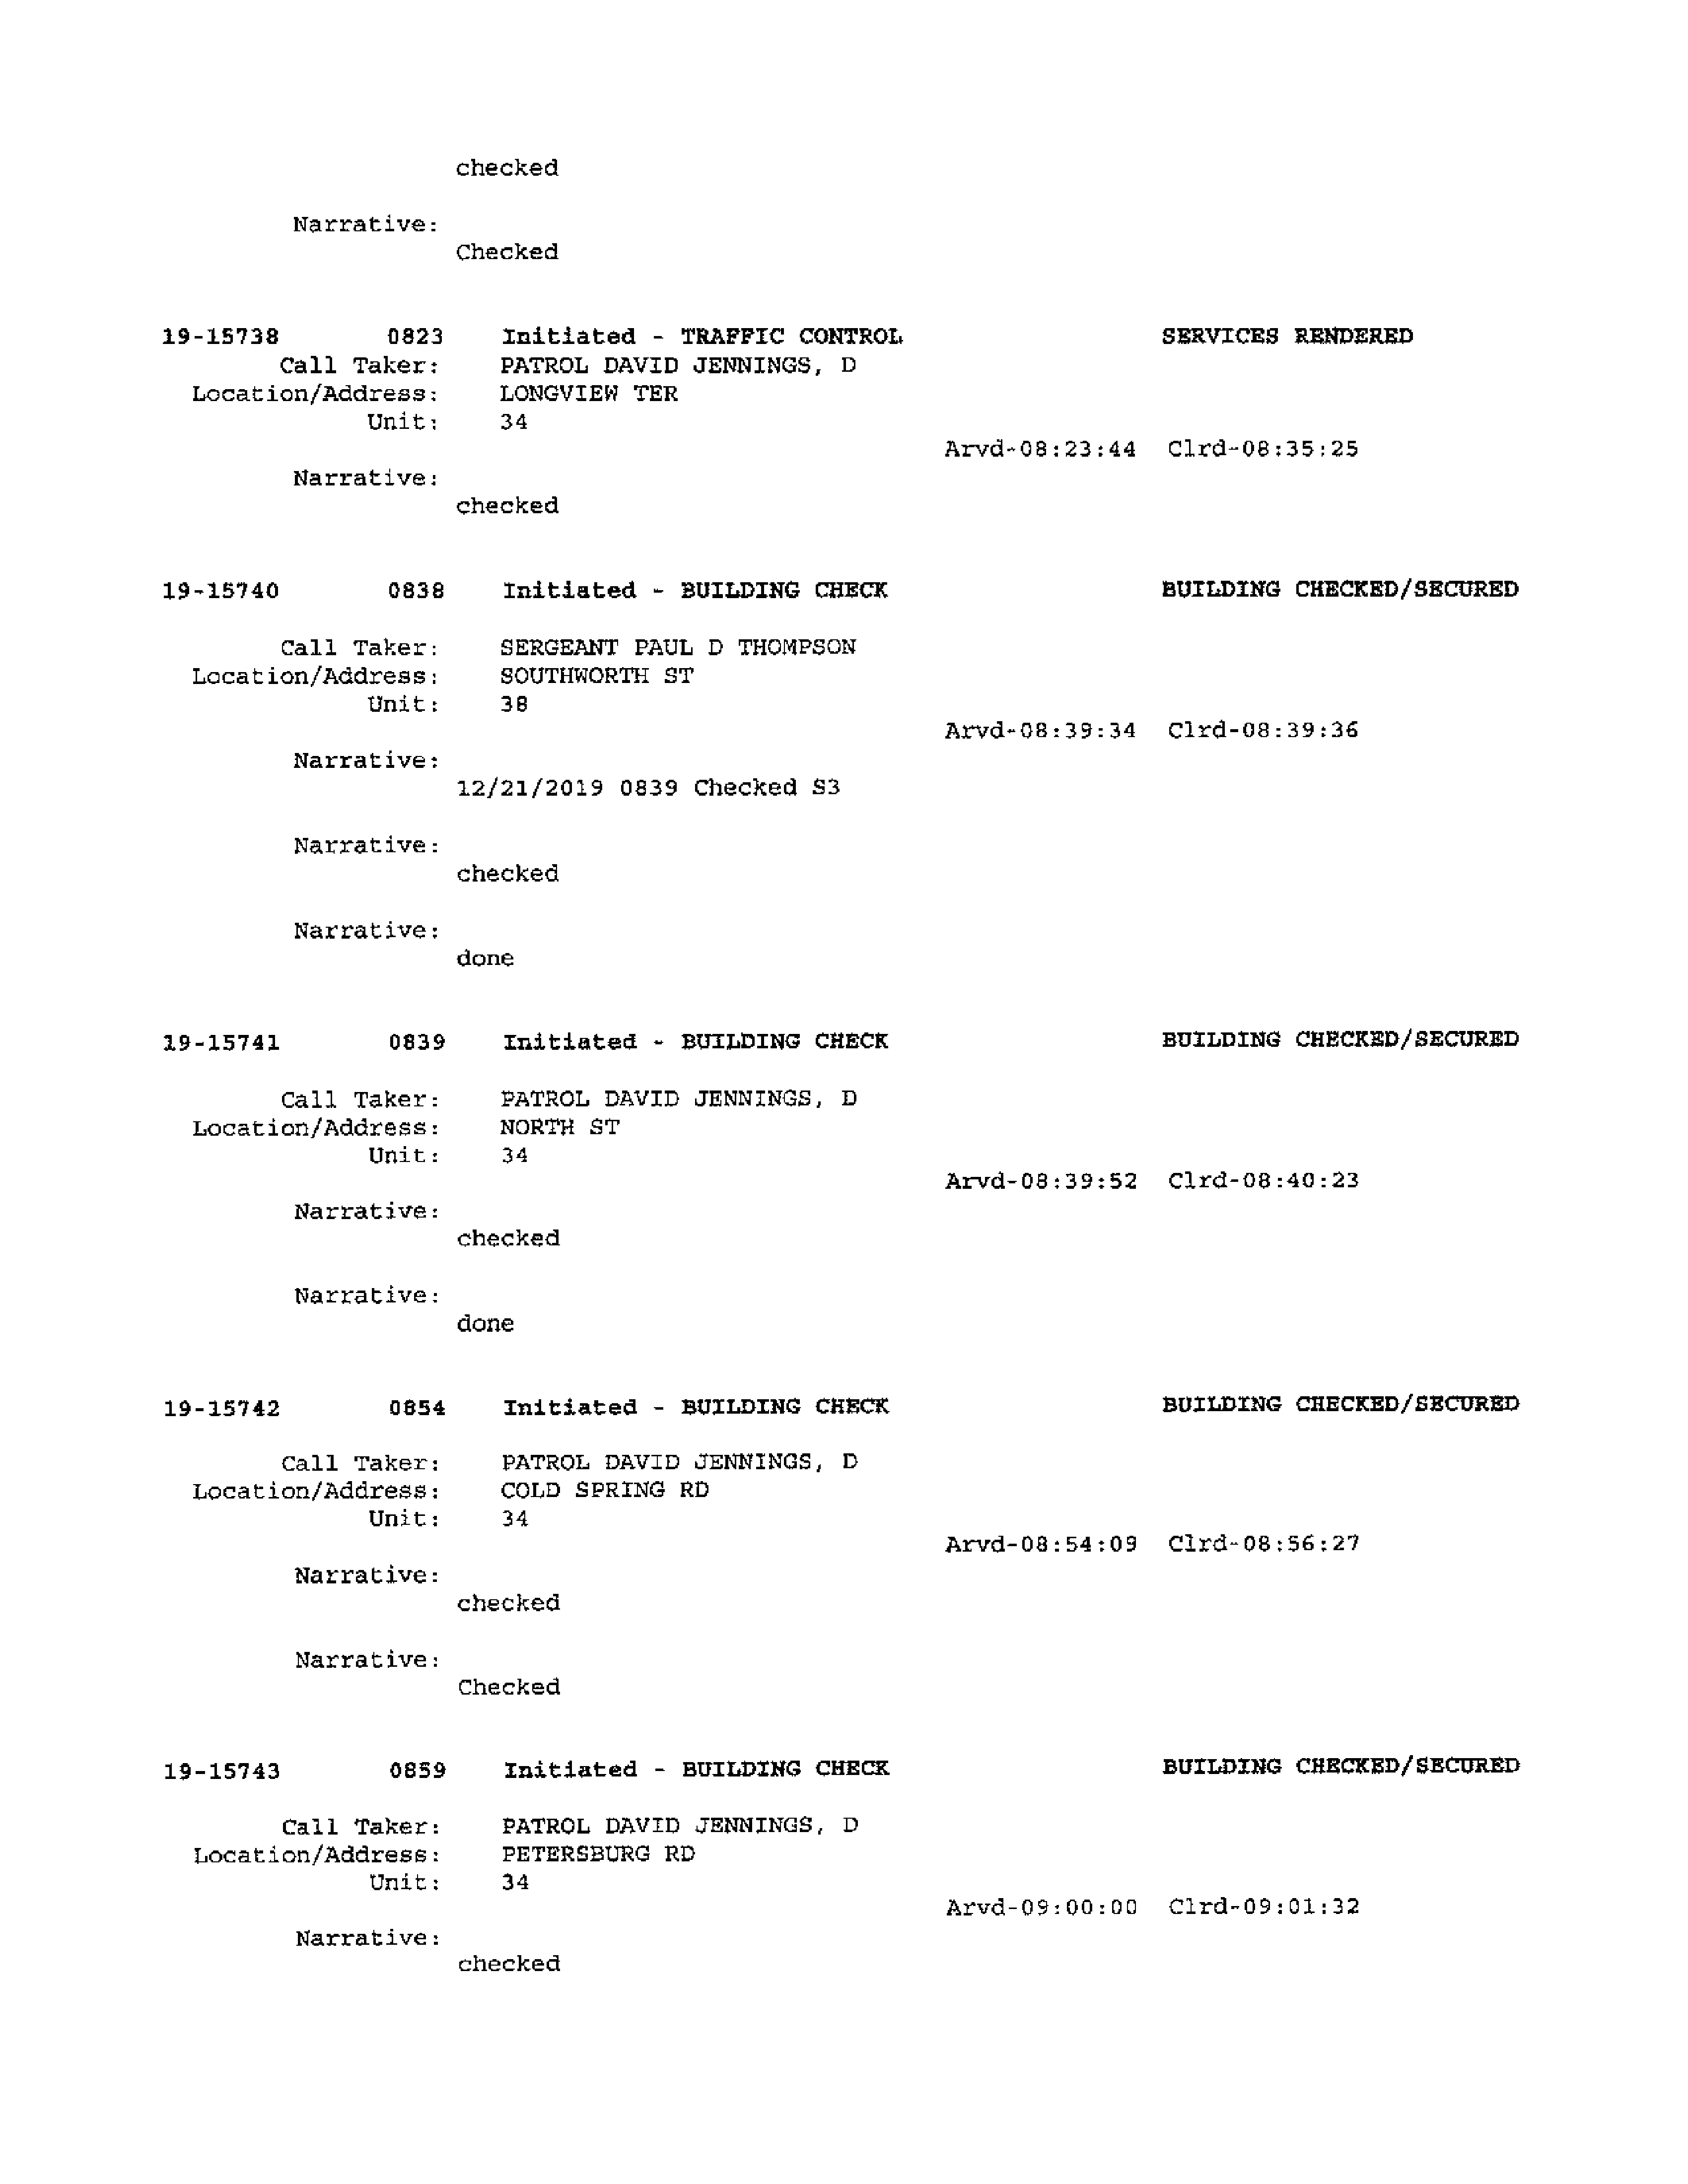 checked
Narrative:
Checked
19-15738 0823 Initiated - TRAFFIC CONTROL SERVICES RENDERED
Call Taker: PATROL DAVID JENNINGS, D
Location/Address: LONGVIEW TER
Unit: 34
Arvd-08:23:44 Clrd-08:35:25
Narrative:
checked
19-15740 0838 Initiated - BUILDING CHECK BUILDING CHECKED/SECURED
Call Taker: SERGEANT PAUL D THOMPSON
Location/Address: SOUTHWORTH ST
Unit: 38
Arvd-08:39:34 Clrd-08:39:36
Narrative:
12/21/2019 0839 Checked S3
Narrative:
checked
Narrative:
done
19-15741 0839 Initiated - BUILDING CHECK BUILDING CHECKED/SECURED
Call Taker: PATROL DAVID JENNINGS, D
Location/Address: NORTH ST
Unit: 34
Arvd-08:39:52 Clrd-08:40:23
Narrative:
checked
Narrative:
done
19-15742 0854 Initiated - BUILDING CHECK BUILDING CHECKED/SECURED
Call Taker: PATROL DAVID JENNINGS, D
Location/Address: COLD SPRING RD
Unit: 34
Arvd-08:54:09 Clrd-08:56:27
Narrative:
checked
Narrative:
Checked
19-15743 0859 Initiated - BUILDING CHECK BUILDING CHECKED/SECURED
Call Taker: PATROL DAVID JENNINGS, D
Location/Address: PETERSBURG RD
Unit: 34
Arvd-09:00:00 Clrd-09:01:32
Narrative:
checked